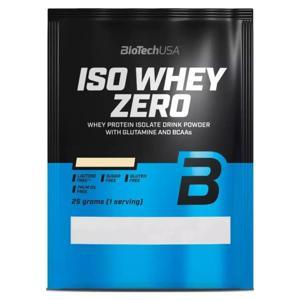 BioTechUSA
ISO WHEY
ZERO
WHEY PROTEIN ISOLATE DRINK POWDER
WITH GLUTAMINE AND BCAAs
LACTOSE FREE
SUGAR FREE
GLUTEN FREE
PALM OIL FREE
B
25 grams (1 serving)